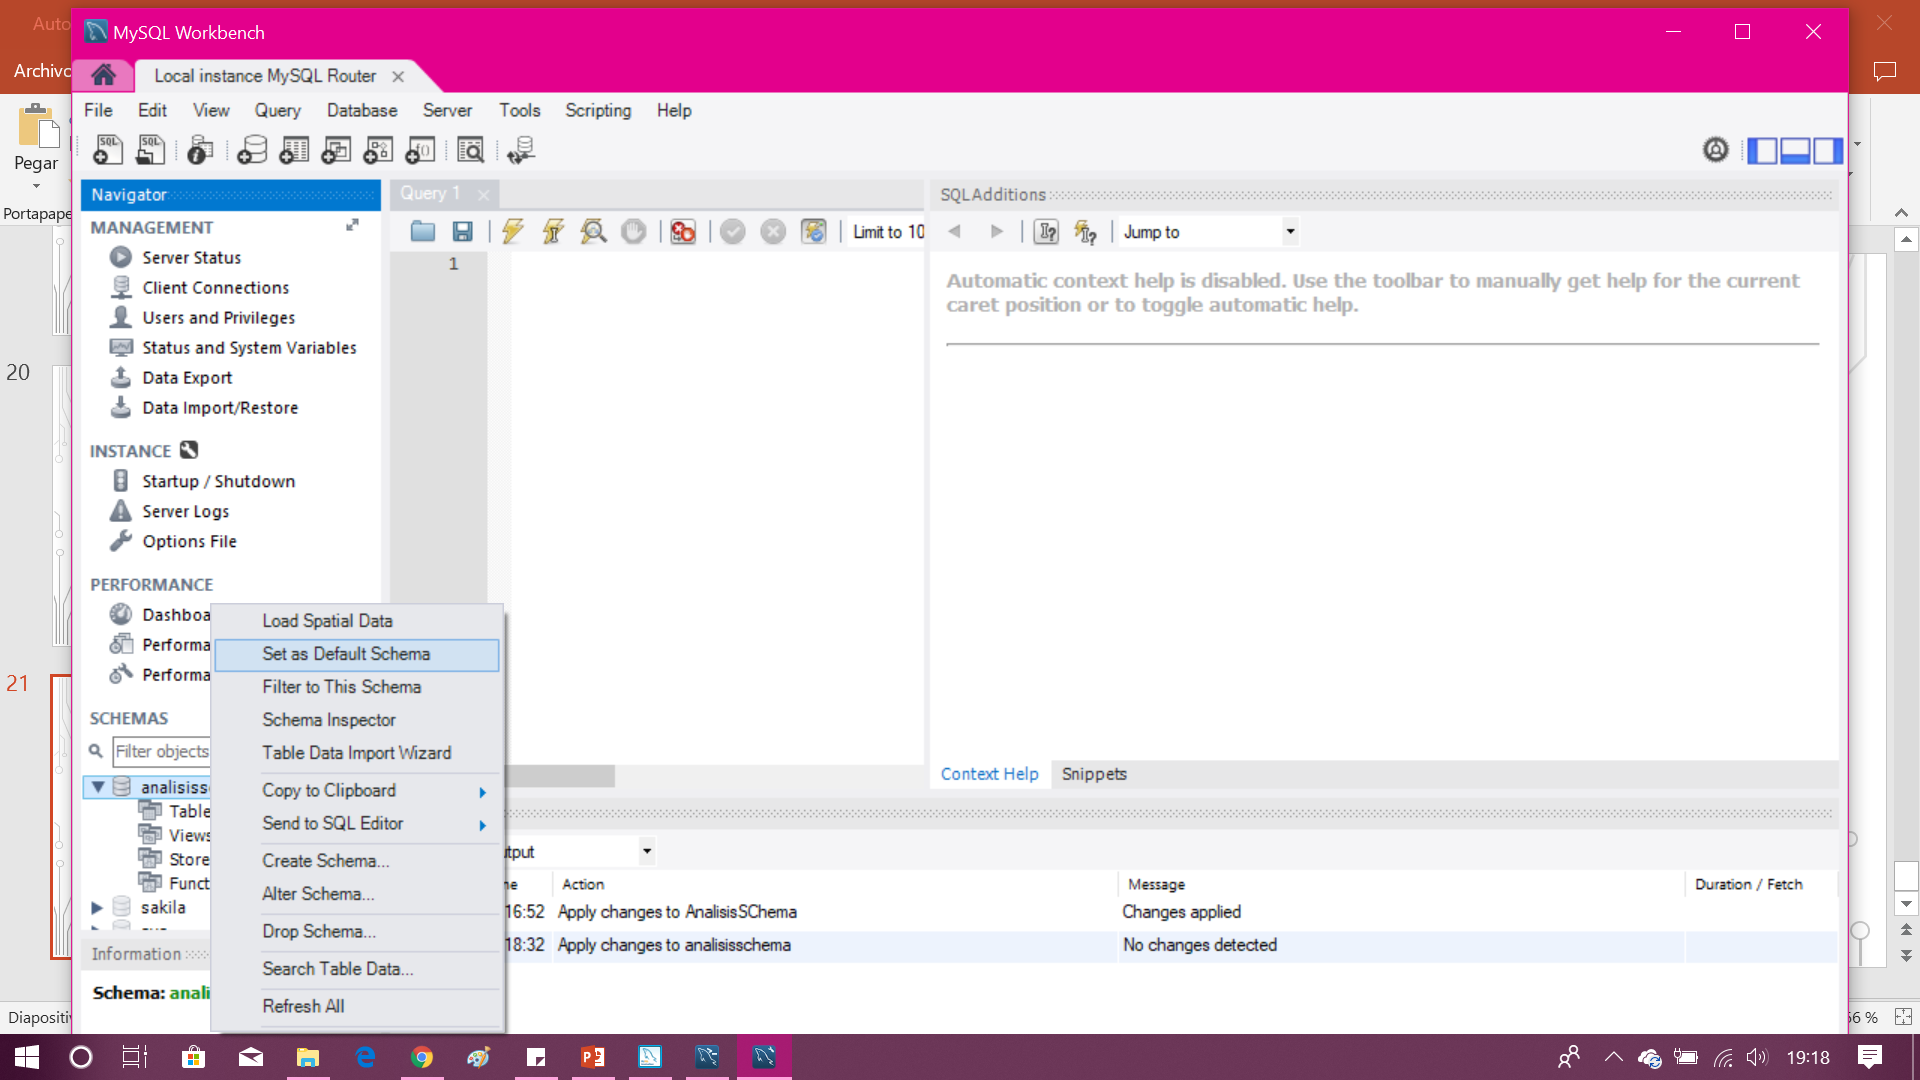 Auto
MySQL Workbench
Archivo
Local instance MySQL Router
File Edit View Query Database Server Tools Scripting Help
Pegar
Portapape
Navigator
Query 1
SQLAdditions
MANAGEMENT
Limit to 10
Jump to
Server Status
1
Client Connections
Automatic context help is disabled. Use the toolbar to manually get help for the current
caret position or to toggle automatic help.
Users and Privileges
Status and System Variables
20
Data Export
Data Import/Restore
INSTANCE
Startup / Shutdown
Server Logs
Options File
PERFORMANCE
Dashboa
Performa
Performa
21
SCHEMAS
Filter objects
analisiss
Table
Views
Store
Funct
sakila
Load Spatial Data
Set as Default Schema
Filter to This Schema
Schema Inspector
Table Data Import Wizard
Copy to Clipboard
Send to SQL Editor
Create Schema...
Alter Schema...
Drop Schema...
Search Table Data...
Refresh All
Context Help Snippets
utput
me Action Message Duration / Fetch
16:52 Apply changes to AnalisisSChema Changes applied
18:32 Apply changes to analisisschema No changes detected
Information
Schema: anali
Diapositi
56 %
19:18